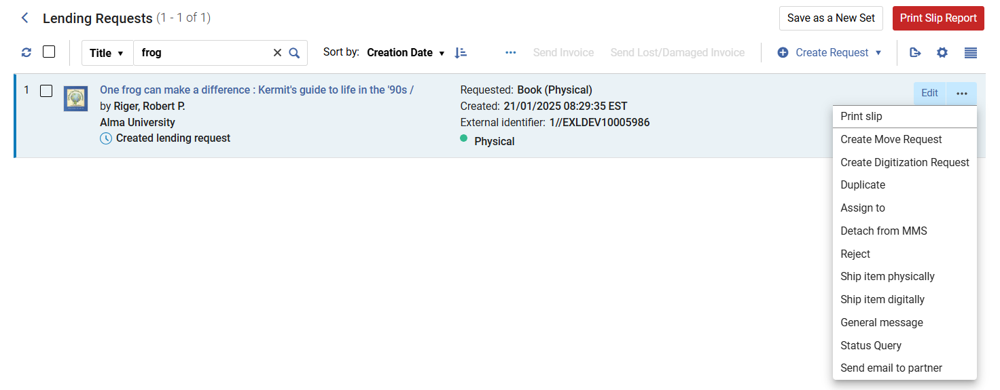 Lending Requests (1 - 1 of 1)
Save as a New Set
Print Slip Report
Title
frog
Sort by: Creation Date
Send Invoice
Send Lost/Damaged Invoice
Create Request
1
One frog can make a difference : Kermit's guide to life in the '90s /
by Riger, Robert P.
Alma University
Created lending request
Requested: Book (Physical)
Created: 21/01/2025 08:29:35 EST
External identifier: 1//EXLDEV10005986
Physical
Edit
Print slip
Create Move Request
Create Digitization Request
Duplicate
Assign to
Detach from MMS
Reject
Ship item physically
Ship item digitally
General message
Status Query
Send email to partner